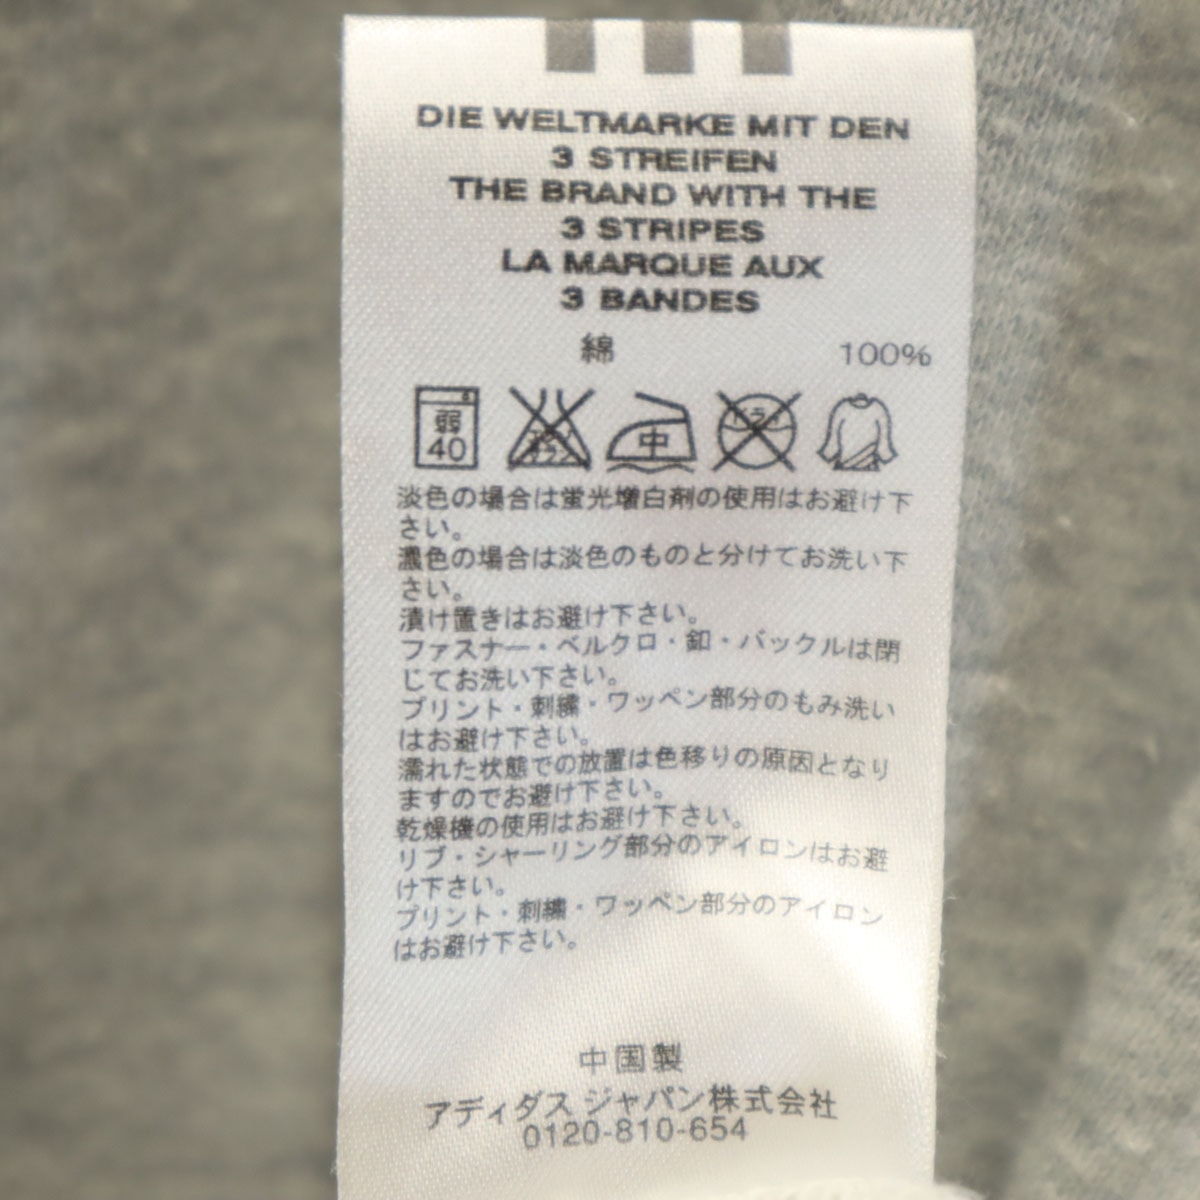 DIE WELTMARKE MIT DEN
3 STREIFEN
THE BRAND WITH THE
3 STRIPES
LA MARQUE AUX
3 BANDES
綿 100%
弱 40 エンソサラシ 中 ドライ
淡色の場合は蛍光増白剤の使用はお避け下
さい。
濃色の場合は淡色のものと分けてお洗い下
さい。
漬け置きはお避け下さい。
ファスナー・ベルクロ・釦・バックルは閉
じてお洗い下さい。
プリント・刺繍・ワッペン部分のもみ洗い
はお避け下さい。
濡れた状態での放置は色移りの原因となり
ますのでお避け下さい。
乾燥機の使用はお避け下さい。
リブ・シャーリング部分のアイロンはお避
け下さい。
プリント・刺繍・ワッペン部分のアイロン
はお避け下さい。
中国製
アディダス ジャパン株式会社
0120-810-654